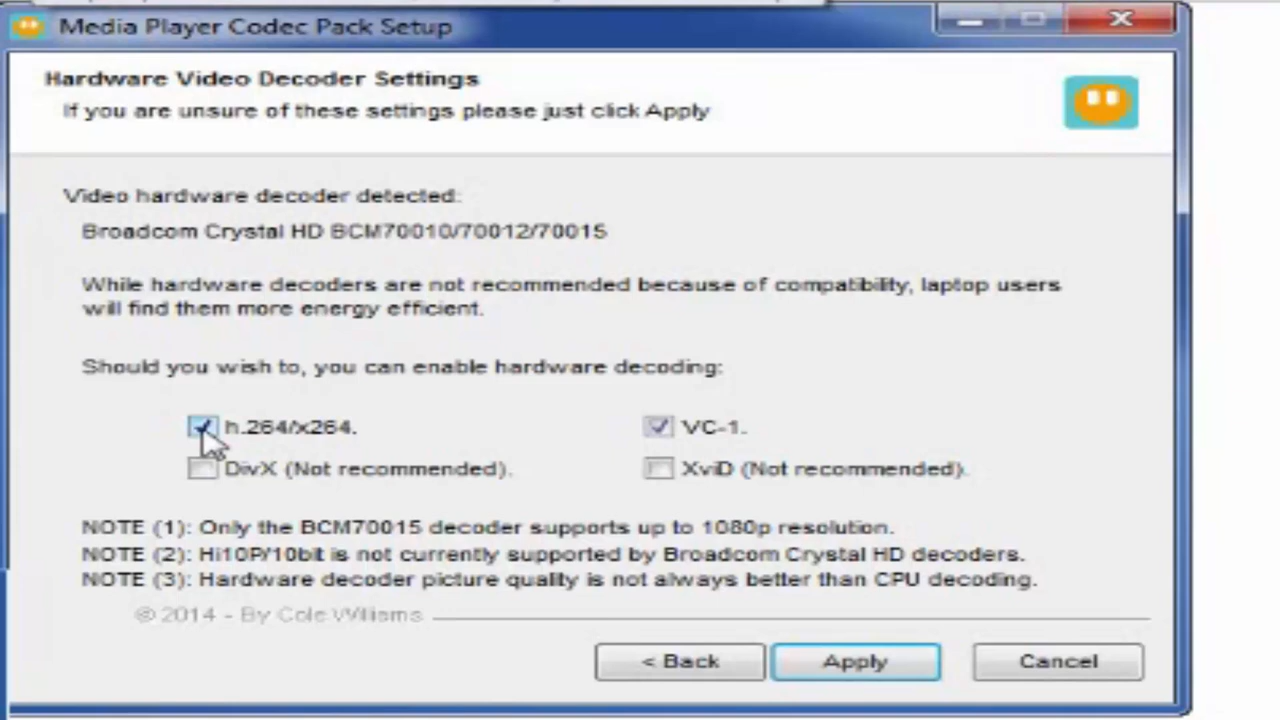 Media Player Codec Pack Setup
Hardware Video Decoder Settings
If you are unsure of these settings please just click Apply
Video hardware decoder detected:
Broadcom Crystal HD BCM70010/70012/70015
While hardware decoders are not recommended because of compatibility, laptop users
will find them more energy efficient.
Should you wish to, you can enable hardware decoding:
h.264/x264. VC-1.
DivX (Not recommended). XviD (Not recommended).
NOTE (1): Only the BCM70015 decoder supports up to 1080p resolution.
NOTE (2): Hi10P/10bit is not currently supported by Broadcom Crystal HD decoders.
NOTE (3): Hardware decoder picture quality is not always better than CPU decoding.
© 2014 - By Cole Williams
< Back Apply Cancel